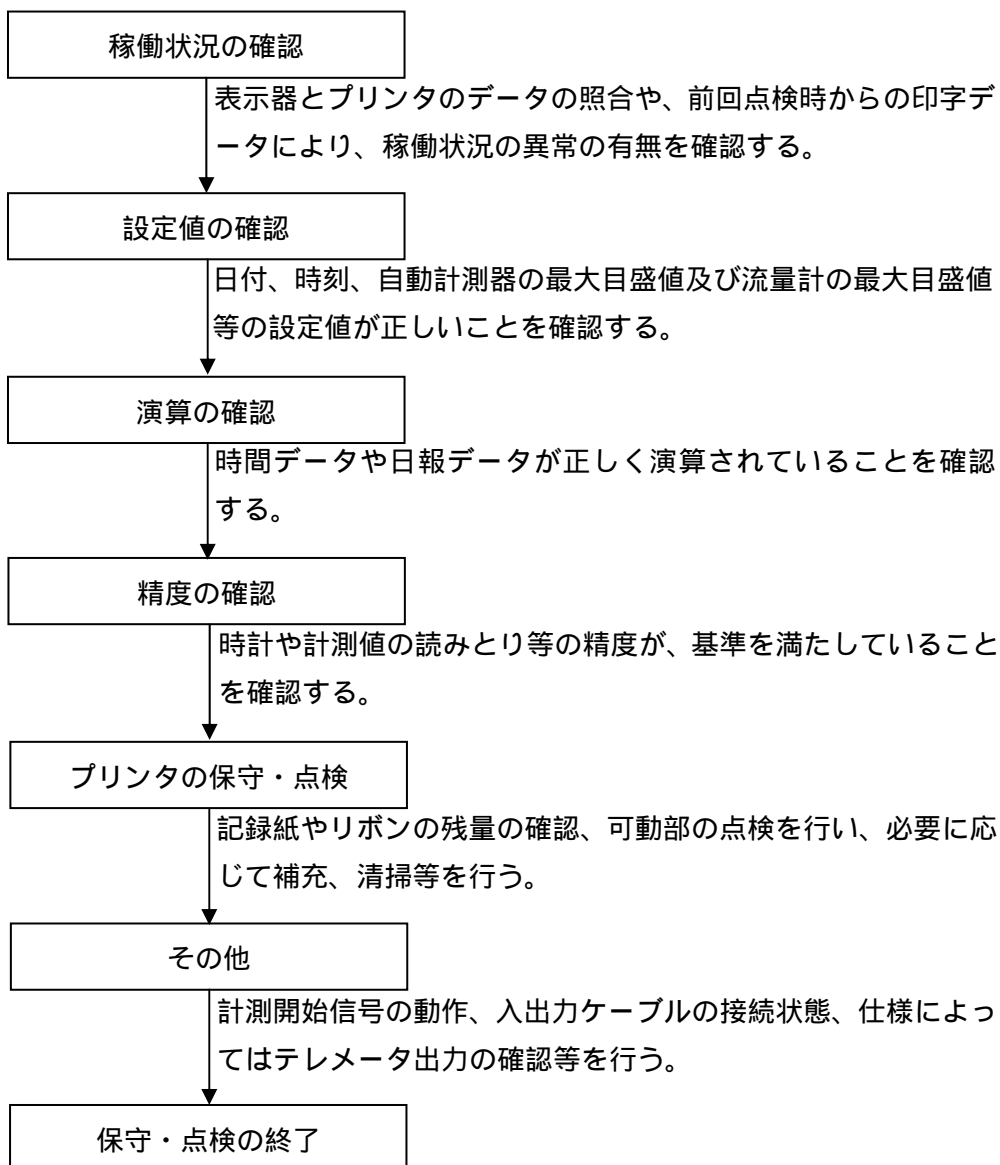 稼働状況の確認
表示器とプリンタのデータの照合や、前回点検時からの印字デ
ータにより、稼働状況の異常の有無を確認する。
設定値の確認
日付、時刻、自動計測器の最大目盛値及び流量計の最大目盛値
等の設定値が正しいことを確認する。
演算の確認
時間データや日報データが正しく演算されていることを確認
する。
精度の確認
時計や計測値の読みとり等の精度が、基準を満たしていること
を確認する。
プリンタの保守・点検
記録紙やリボンの残量の確認、可動部の点検を行い、必要に応
じて補充、清掃等を行う。
その他
計測開始信号の動作、入出力ケーブルの接続状態、仕様によっ
てはテレメータ出力の確認等を行う。
保守・点検の終了